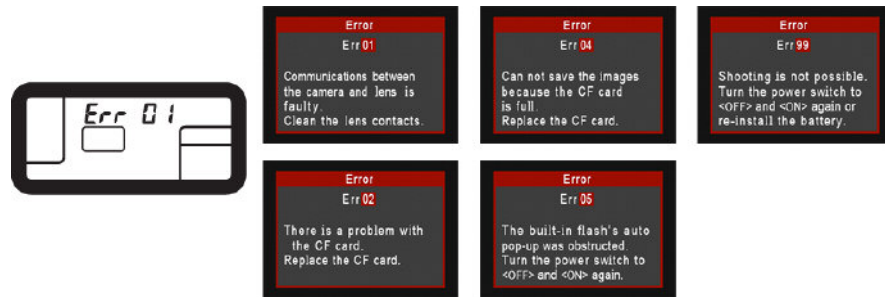 Err 01
Error
Err 01
Communications between
the camera and lens is
faulty.
Clean the lens contacts.
Error
Err 04
Can not save the images
because the CF card
is full.
Replace the CF card.
Error
Err 99
Shooting is not possible.
Turn the power switch to
<OFF> and <ON> again or
re-install the battery.
Error
Err 02
There is a problem with
the CF card.
Replace the CF card.
Error
Err 05
The built-in flash's auto
pop-up was obstructed.
Turn the power switch to
<OFF> and <ON> again.